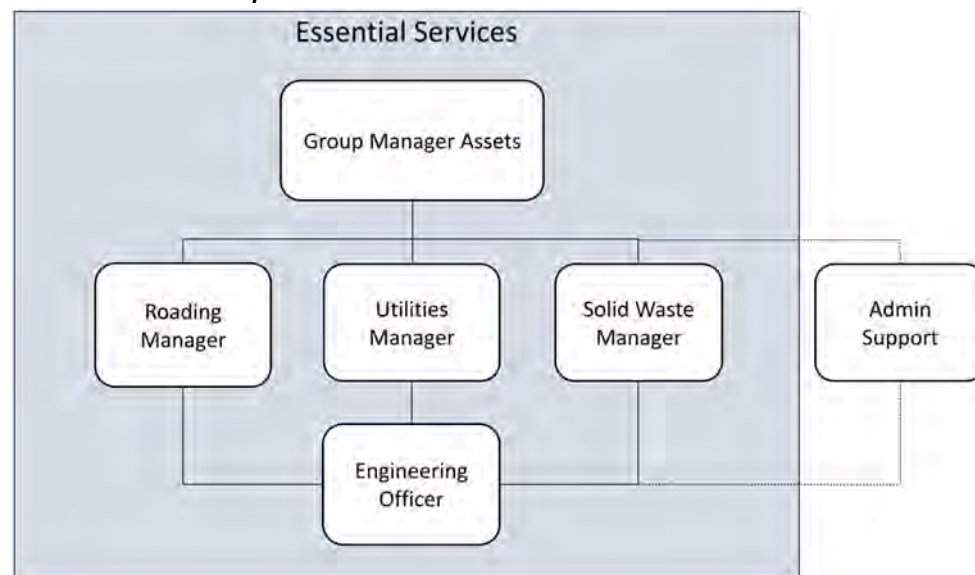 Essential Services
Group Manager Assets
Roading
Manager
Utilities
Manager
Solid Waste
Manager
Admin
Support
Engineering
Officer